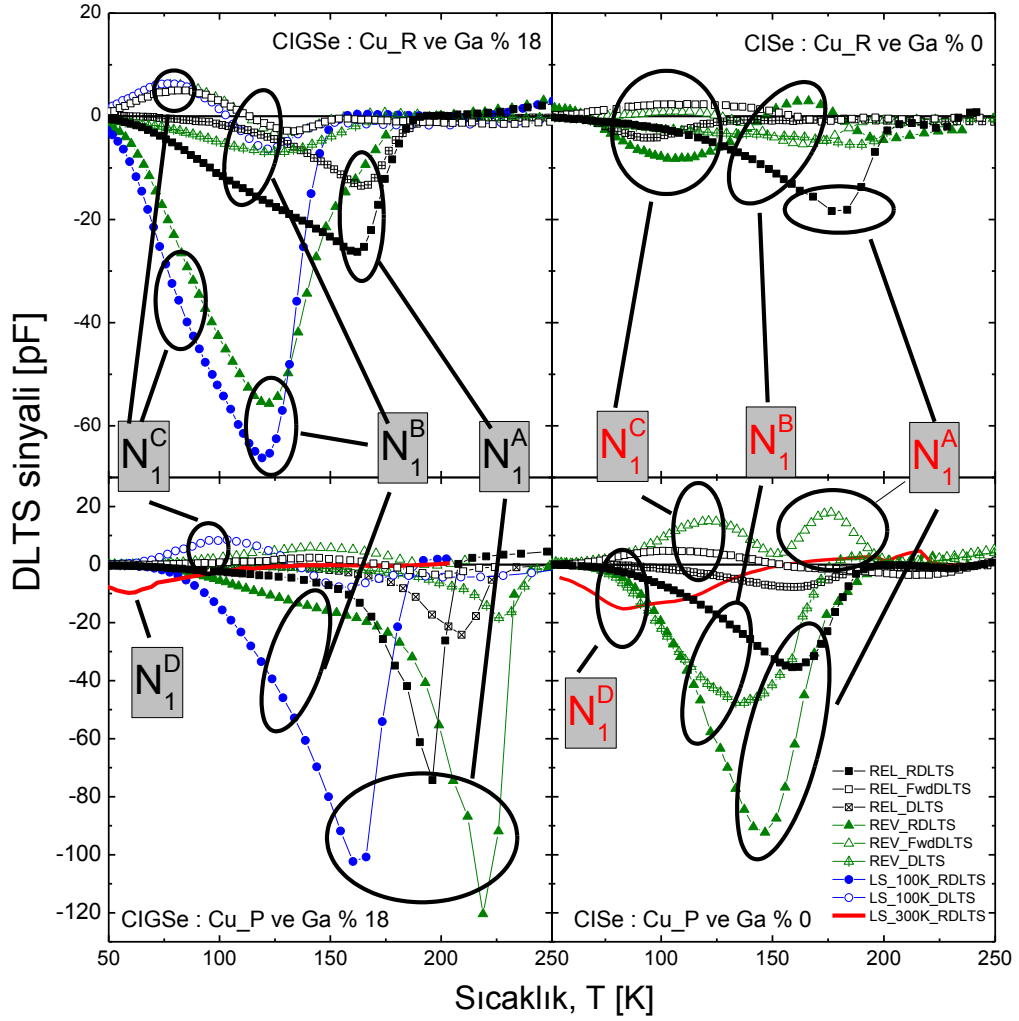 CIGSe : Cu_R ve Ga % 18
CISe : Cu_R ve Ga % 0
20
0
-20
-40
-60
N₁ᶜ
N₁ᴮ
N₁ᴬ
N₁ᶜ
N₁ᴮ
N₁ᴬ
DLTS sinyali [pF]
20
0
-20
-40
-60
-80
-100
-120
N₁ᴰ
N₁ᴰ
REL_RDLTS
REL_FwdDLTS
REL_DLTS
REV_RDLTS
REV_FwdDLTS
REV_DLTS
LS_100K_RDLTS
LS_100K_DLTS
LS_300K_RDLTS
CIGSe : Cu_P ve Ga % 18
CISe : Cu_P ve Ga % 0
50 100 150 200 250 100 150 200 250
Sıcaklık, T [K]